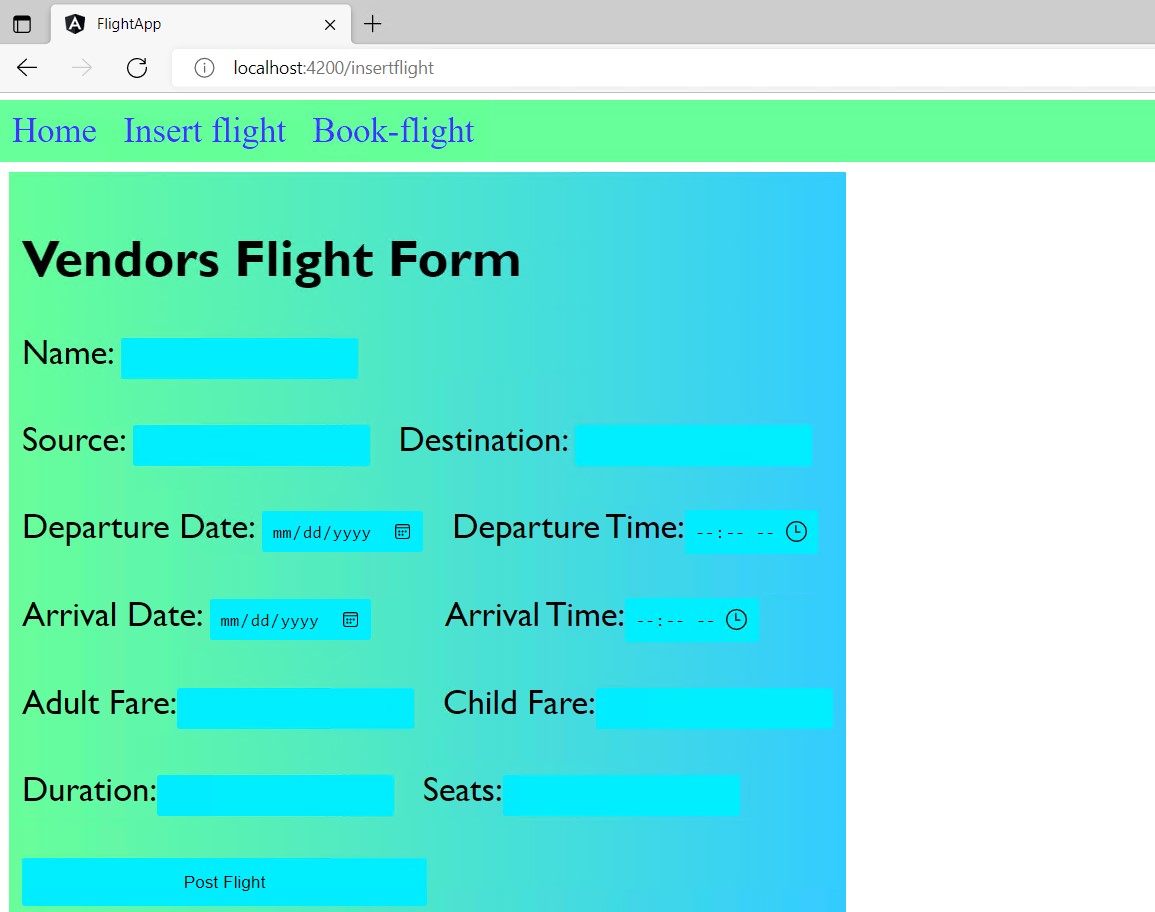 FlightApp
localhost:4200/insertflight
Home Insert flight Book-flight
Vendors Flight Form
Name:
Source: Destination:
Departure Date: mm/dd/yyyy Departure Time: --:-- --
Arrival Date: mm/dd/yyyy Arrival Time: --:-- --
Adult Fare: Child Fare:
Duration: Seats:
Post Flight